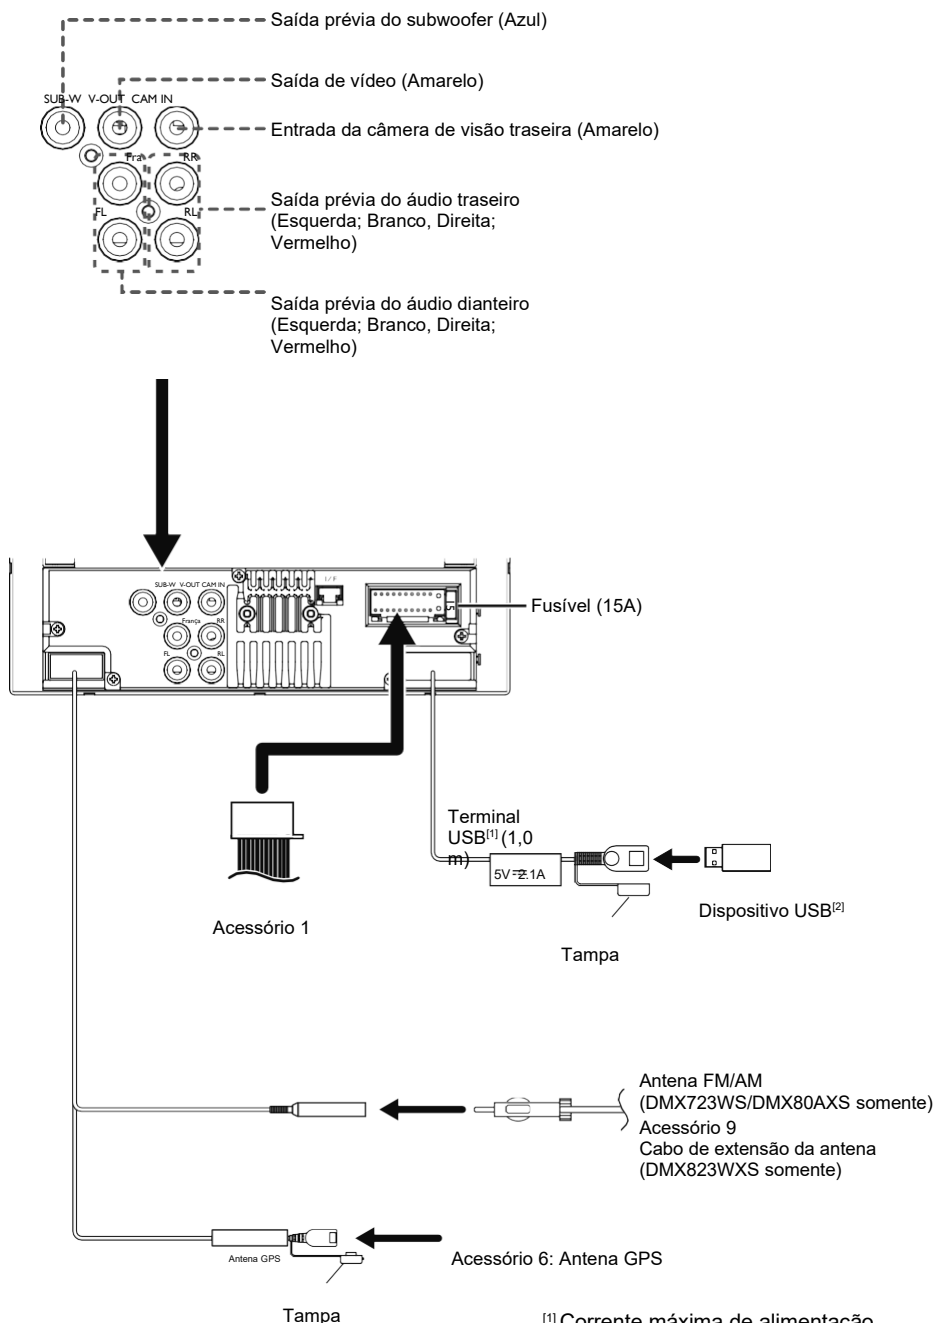 Saída prévia do subwoofer (Azul)
Saída de vídeo (Amarelo)
SUB-W V-OUT CAM IN
Entrada da câmera de visão traseira (Amarelo)
Fra RR
Saída prévia do áudio traseiro
(Esquerda; Branco, Direita;
Vermelho)
FL RL
Saída prévia do áudio dianteiro
(Esquerda; Branco, Direita;
Vermelho)
SUB-W V-OUT CAM IN
I / F
15
Fusível (15A)
França RR
FL RL
Terminal
USB[1] (1,0
m)
5V 2.1A
Dispositivo USB[2]
Acessório 1
Tampa
Antena FM/AM
(DMX723WS/DMX80AXS somente)
Acessório 9
Cabo de extensão da antena
(DMX823WXS somente)
Antena GPS
Acessório 6: Antena GPS
Tampa
[1] Corrente máxima de alimentação